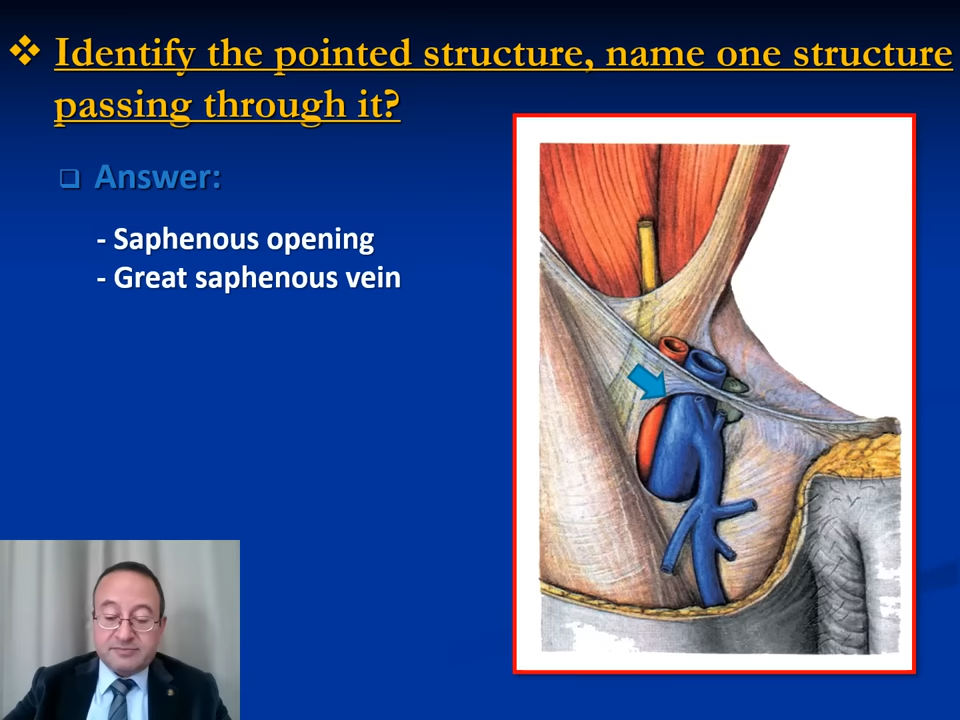 ❖ Identify the pointed structure, name one structure
passing through it?
❑ Answer:
- Saphenous opening
- Great saphenous vein